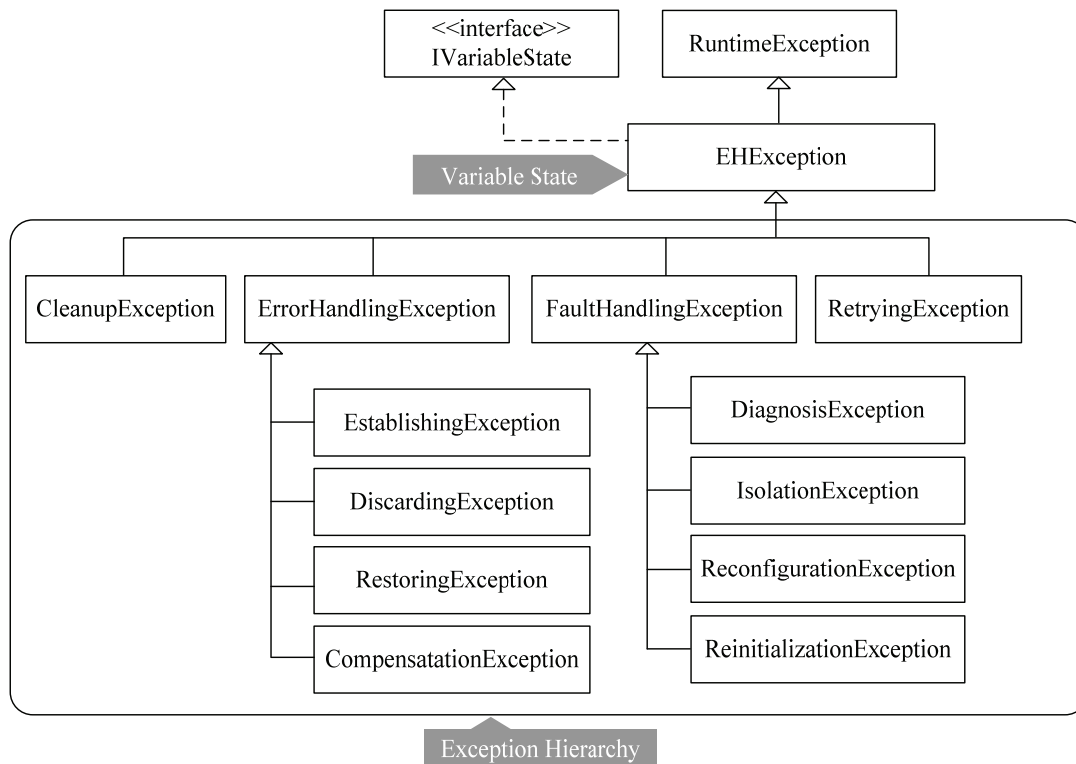 <<interface>>
IVariableState
RuntimeException
EHException
Variable State
CleanupException
ErrorHandlingException
FaultHandlingException
RetryingException
EstablishingException
DiscardingException
RestoringException
CompensatationException
DiagnosisException
IsolationException
ReconfigurationException
ReinitializationException
Exception Hierarchy